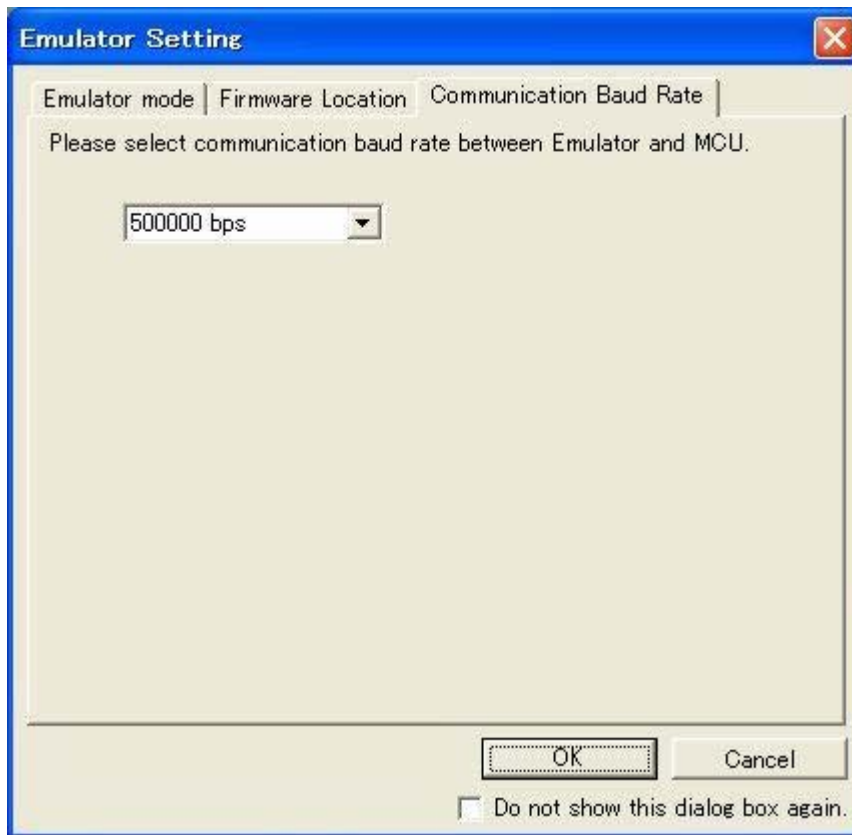 Emulator Setting
Emulator mode Firmware Location Communication Baud Rate
Please select communication baud rate between Emulator and MCU.
500000 bps
OK Cancel
Do not show this dialog box again.